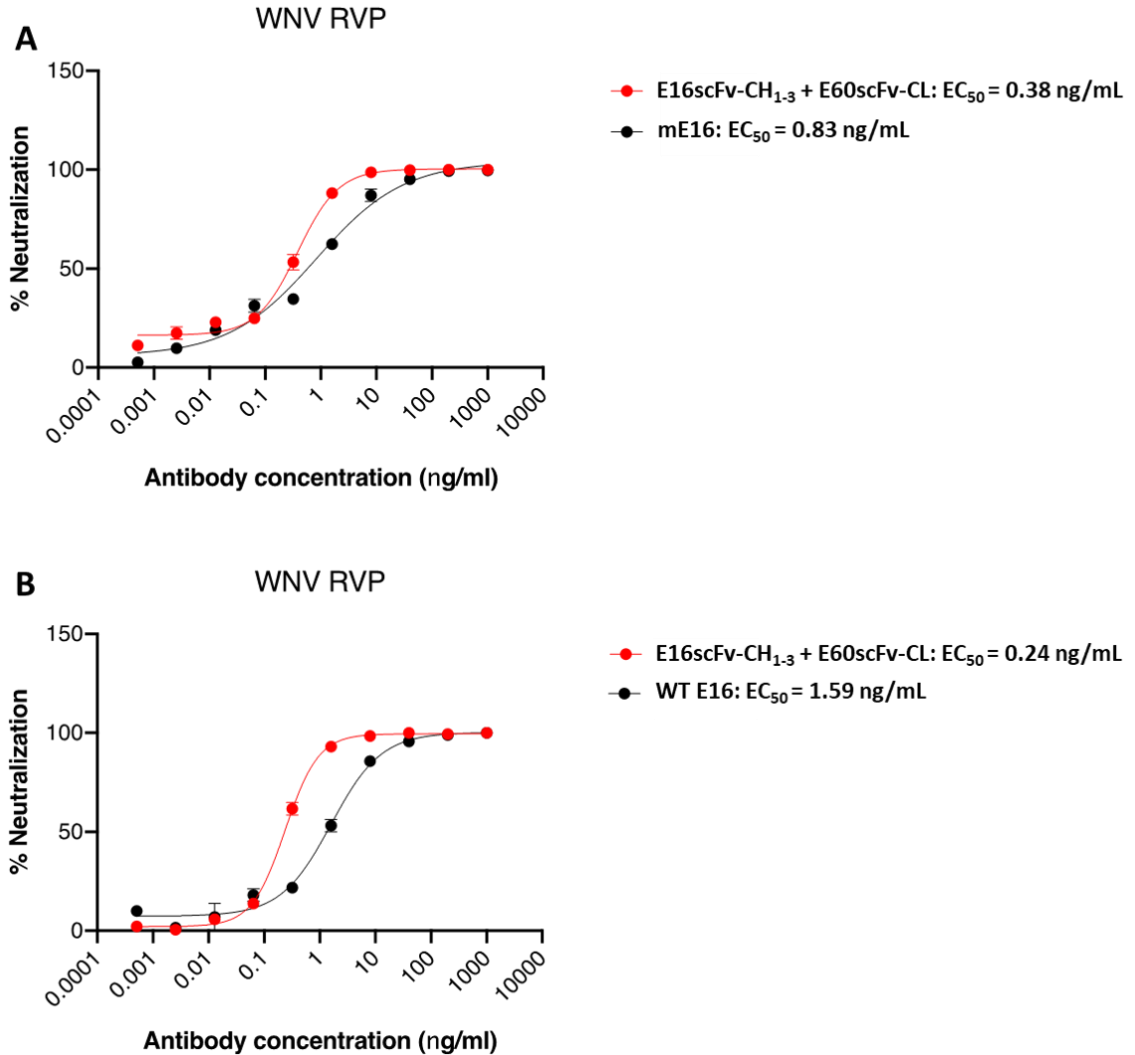 A
WNV RVP
150
100
50
0
% Neutralization
0.0001
0.001
0.01
0.1
1
10
100
1000
10000
Antibody concentration (ng/ml)
E16scFv-CH1-3 + E60scFv-CL: EC50 = 0.38 ng/mL
mE16: EC50 = 0.83 ng/mL
B
WNV RVP
150
100
50
0
% Neutralization
0.0001
0.001
0.01
0.1
1
10
100
1000
10000
Antibody concentration (ng/ml)
E16scFv-CH1-3 + E60scFv-CL: EC50 = 0.24 ng/mL
WT E16: EC50 = 1.59 ng/mL